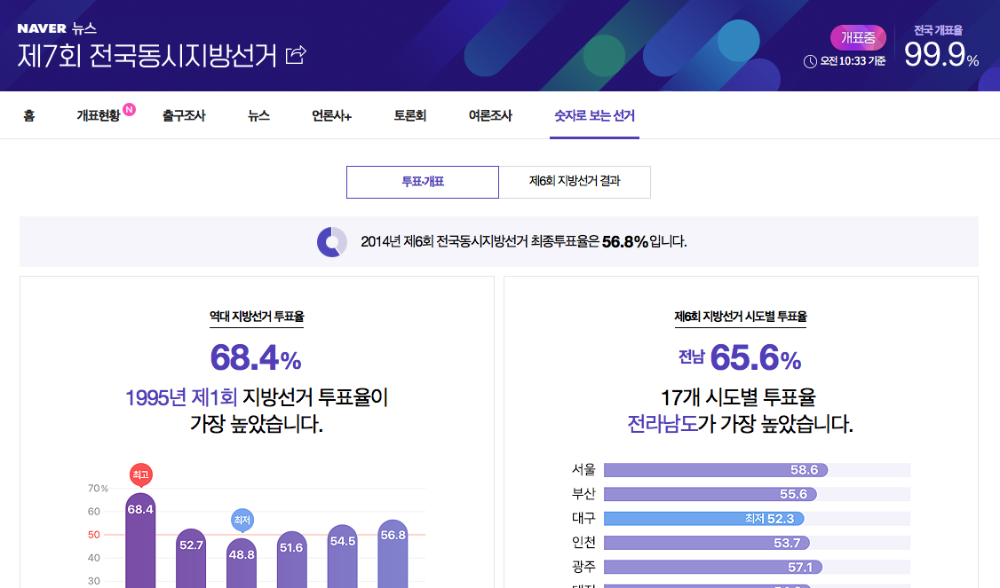 NAVER 뉴스
제7회 전국동시지방선거
개표중
오전 10:33 기준
전국 개표율
99.9%
홈 개표현황 N 출구조사 뉴스 언론사+ 토론회 여론조사 숫자로 보는 선거
투표·개표 제6회 지방선거 결과
2014년 제6회 전국동시지방선거 최종투표율은 56.8%입니다.
역대 지방선거 투표율
68.4%
1995년 제1회 지방선거 투표율이
가장 높았습니다.
70%
60
50
40
30
최고
68.4
52.7
최저
48.8
51.6
54.5
56.8
제6회 지방선거 시도별 투표율
전남 65.6%
17개 시도별 투표율
전라남도가 가장 높았습니다.
서울 58.6
부산 55.6
대구 최저 52.3
인천 53.7
광주 57.1